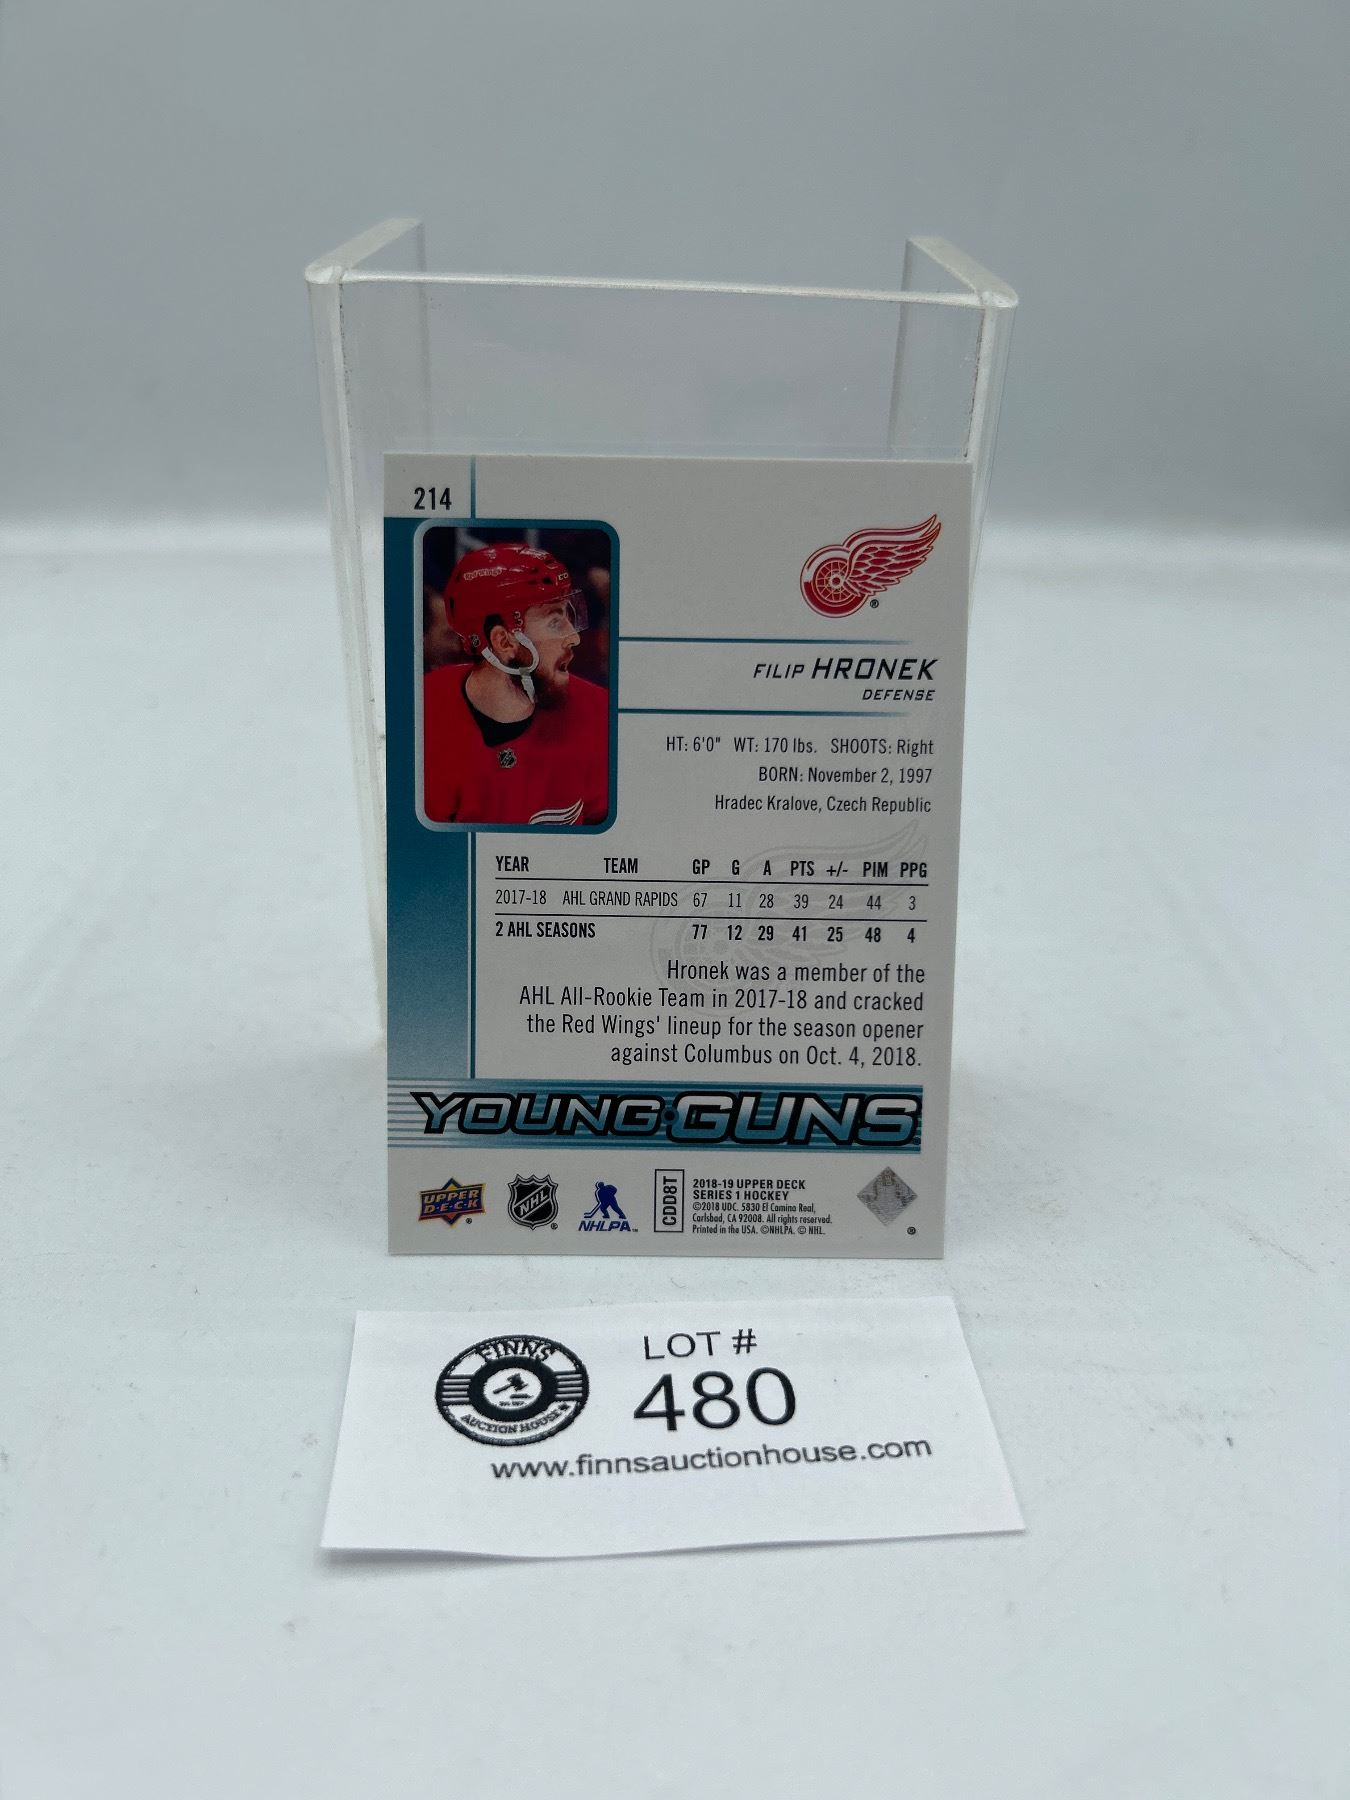 214
Red Wings
FILIP HRONEK
DEFENSE
HT: 6'0" WT: 170 lbs. SHOOTS: Right
BORN: November 2, 1997
Hradec Kralove, Czech Republic
YEAR TEAM GP G A PTS +/- PIM PPG
2017-18 AHL GRAND RAPIDS 67 11 28 39 24 44 3
2 AHL SEASONS 77 12 29 41 25 48 4
Hronek was a member of the
AHL All-Rookie Team in 2017-18 and cracked
the Red Wings' lineup for the season opener
against Columbus on Oct. 4, 2018.
YOUNG GUNS
UPPER
D·E·C·K
NHL
NHLPA
CDD8T
2018-19 UPPER DECK
SERIES 1 HOCKEY
©2018 UDC. 5830 El Camino Real,
Carlsbad, CA 92008. All rights reserved.
Printed in the USA. ©NHLPA. © NHL.
FINNS
AUCTION HOUSE
LOT #
480
www.finnsauctionhouse.com